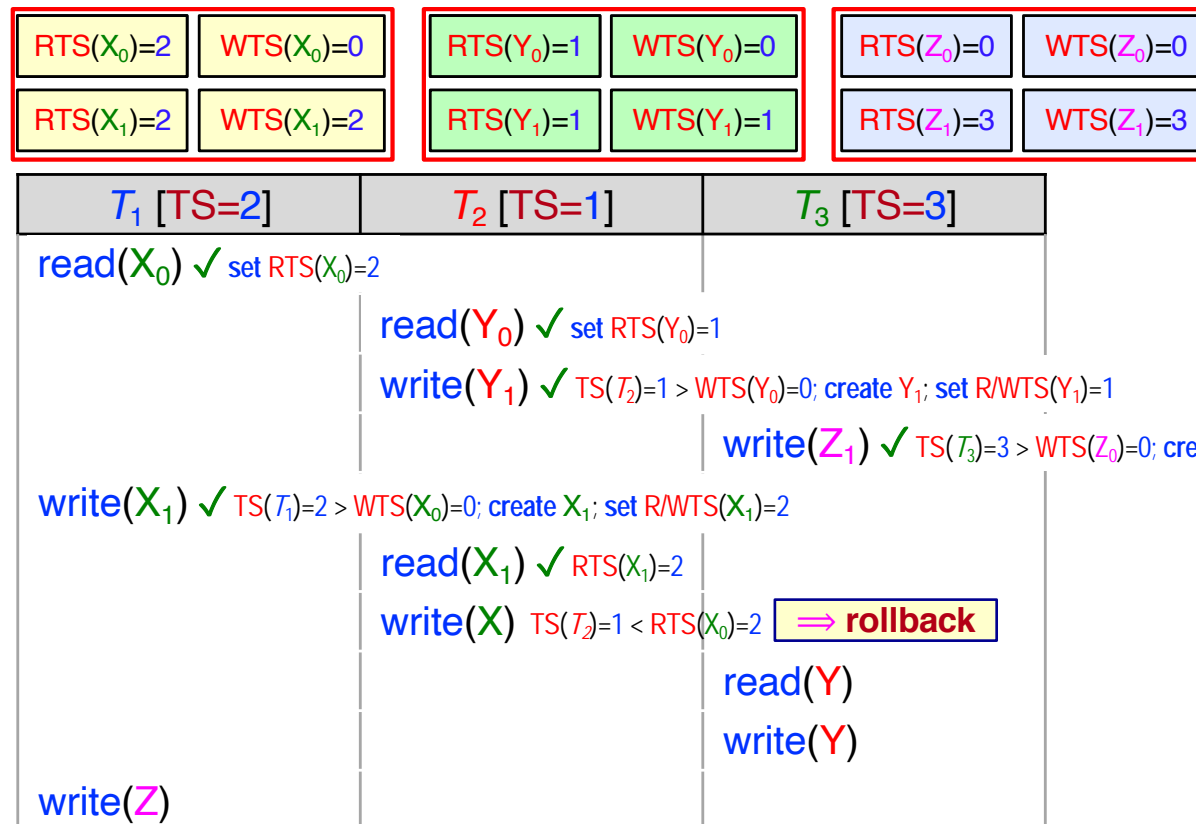 RTS(X₀)=2 WTS(X₀)=0 RTS(Y₀)=1 WTS(Y₀)=0 RTS(Z₀)=0 WTS(Z₀)=0
RTS(X₁)=2 WTS(X₁)=2 RTS(Y₁)=1 WTS(Y₁)=1 RTS(Z₁)=3 WTS(Z₁)=3
T₁ [TS=2] T₂ [TS=1] T₃ [TS=3]
read(X₀) ✓ set RTS(X₀)=2
read(Y₀) ✓ set RTS(Y₀)=1
write(Y₁) ✓ TS(T₂)=1 > WTS(Y₀)=0; create Y₁; set R/WTS(Y₁)=1
write(Z₁) ✓ TS(T₃)=3 > WTS(Z₀)=0; cre
write(X₁) ✓ TS(T₁)=2 > WTS(X₀)=0; create X₁; set R/WTS(X₁)=2
read(X₁) ✓ RTS(X₁)=2
write(X) TS(T₂)=1 < RTS(X₀)=2 ⟹ rollback
read(Y)
write(Y)
write(Z)